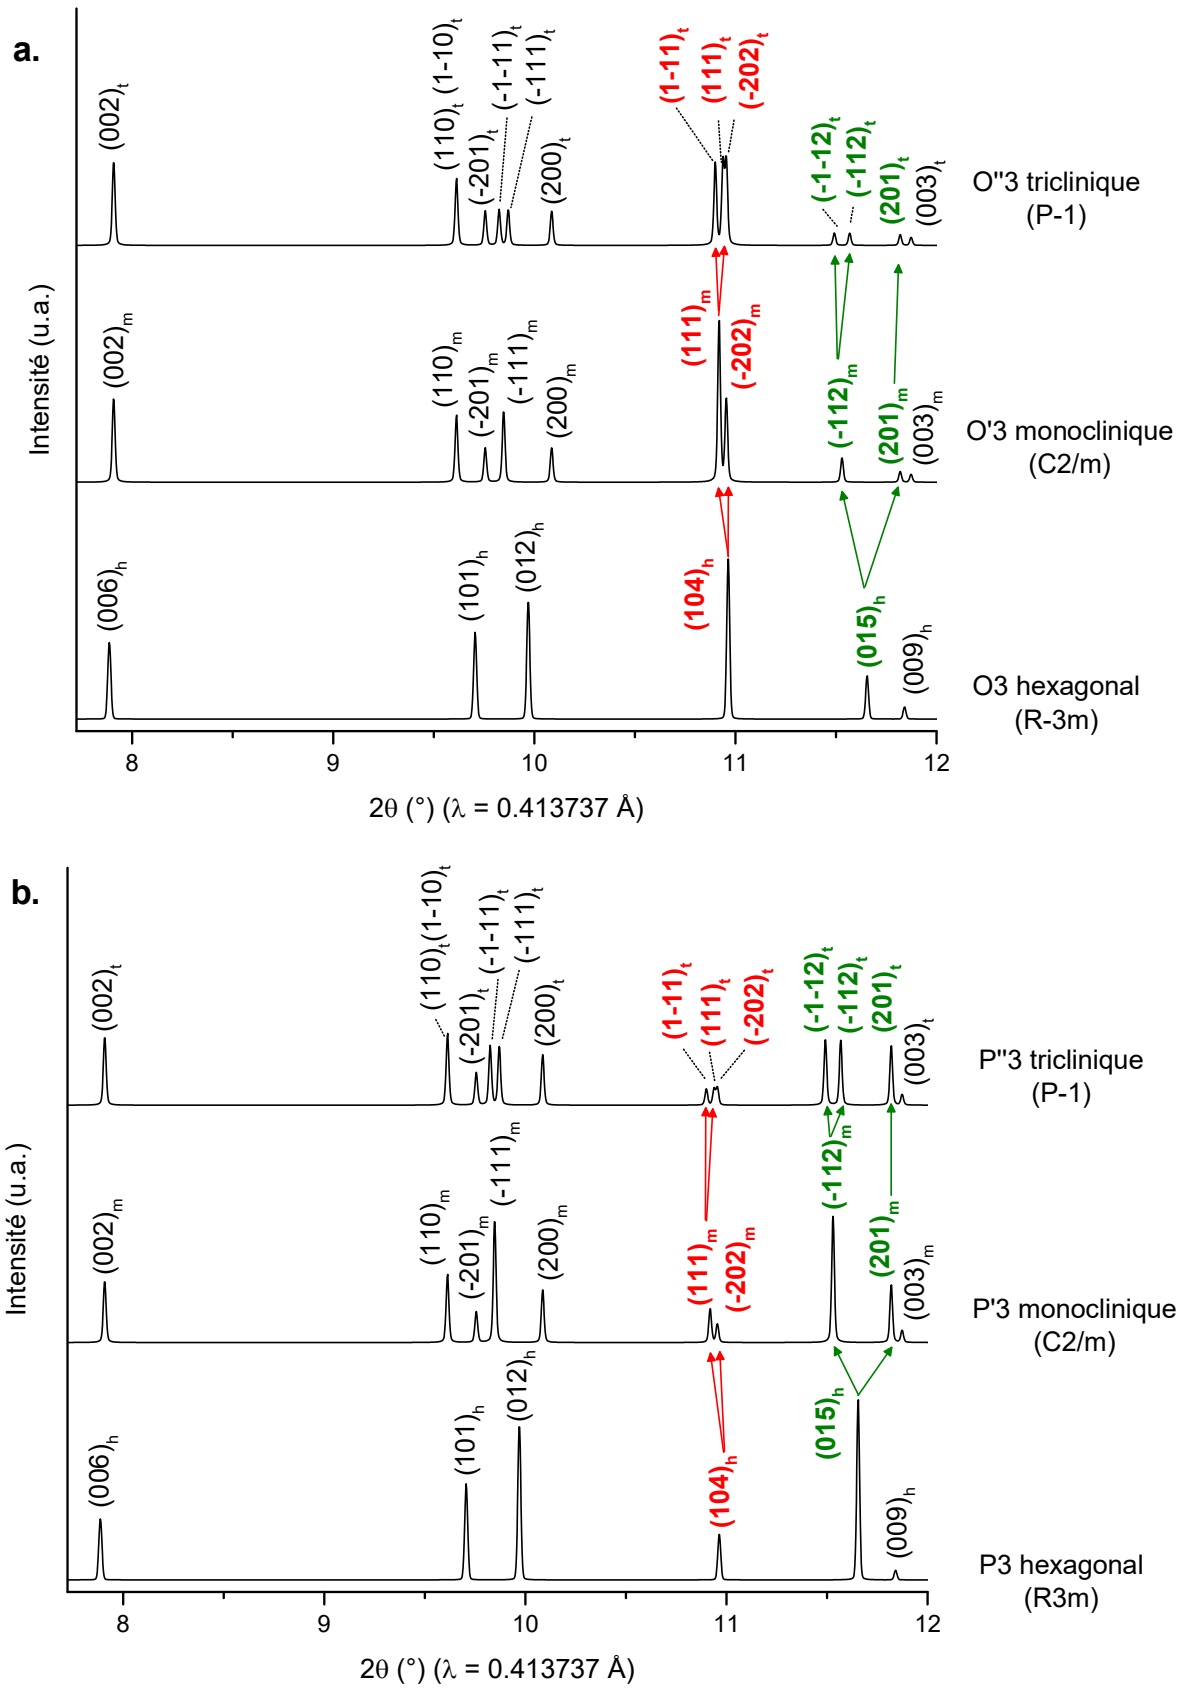 a.
(002)t
(110)t (1-10)t
(-201)t
(-1-11)t
(-111)t
(200)t
(1-11)t
(111)t
(-202)t
(-1-12)t
(-112)t
(201)t
(003)t
O''3 triclinique
(P-1)
(002)m
(110)m
(-201)m
(-111)m
(200)m
(111)m
(-202)m
(-112)m
(201)m
(003)m
O'3 monoclinique
(C2/m)
(006)h
(101)h
(012)h
(104)h
(015)h
(009)h
O3 hexagonal
(R-3m)
Intensité (u.a.)
8 9 10 11 12
2θ (°) (λ = 0.413737 Å)
b.
(002)t
(110)t(1-10)t
(-201)t
(-1-11)t
(-111)t
(200)t
(1-11)t
(111)t
(-202)t
(-1-12)t
(-112)t
(201)t
(003)t
P''3 triclinique
(P-1)
(002)m
(110)m
(-201)m
(-111)m
(200)m
(111)m
(-202)m
(-112)m
(201)m
(003)m
P'3 monoclinique
(C2/m)
(006)h
(101)h
(012)h
(104)h
(015)h
(009)h
P3 hexagonal
(R3m)
Intensité (u.a.)
8 9 10 11 12
2θ (°) (λ = 0.413737 Å)